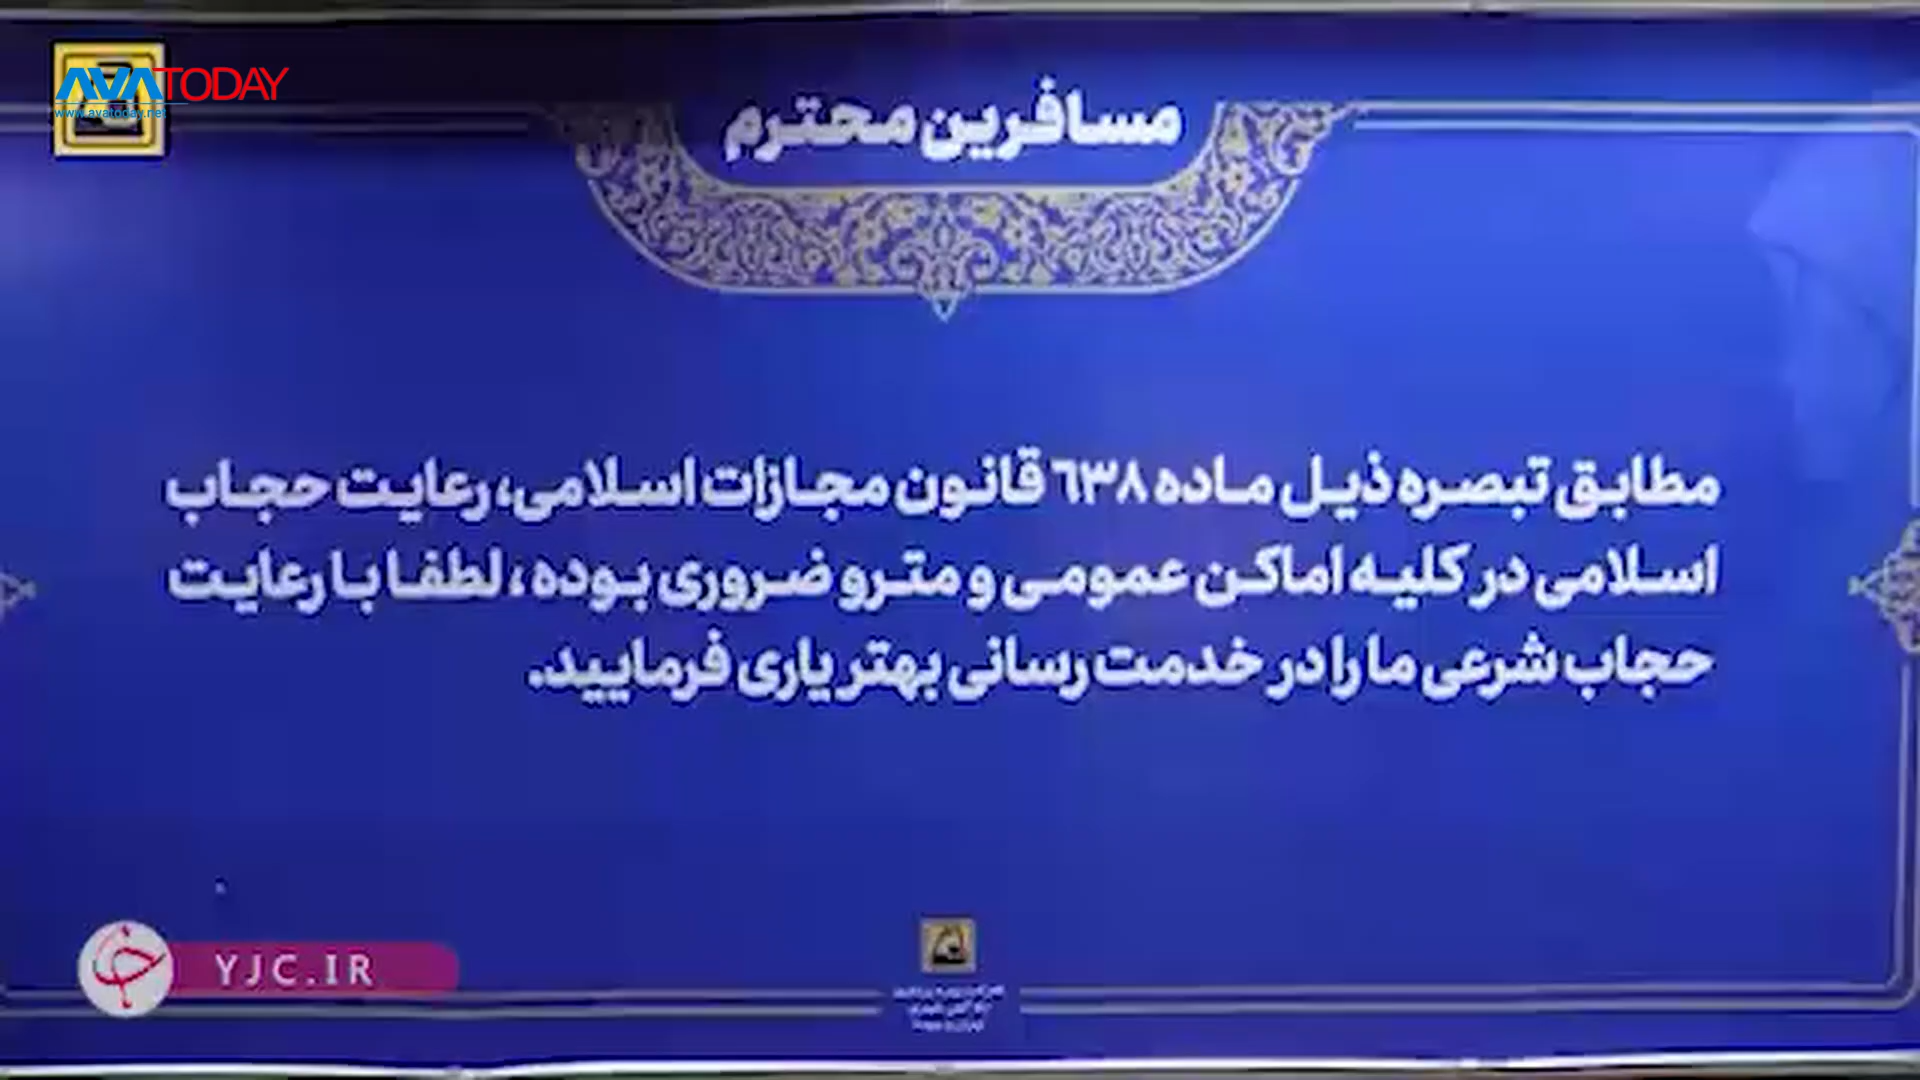 AVATODAY
www.avatoday.net
مسافرین محترم
مطابق تبصره ذیل ماده ٦٣٨ قانون مجازات اسلامی، رعایت حجاب
اسلامی در کلیه اماکن عمومی و مترو ضروری بوده، لطفا با رعایت
حجاب شرعی ما را در خدمت رسانی بهتر یاری فرمایید.
YJC.IR